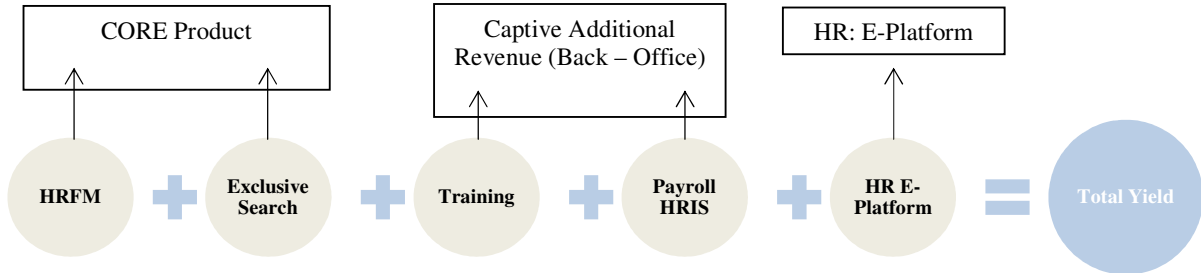 CORE Product
Captive Additional
Revenue (Back – Office)
HR: E-Platform
HRFM
Exclusive
Search
Training
Payroll
HRIS
HR E-
Platform
Total Yield